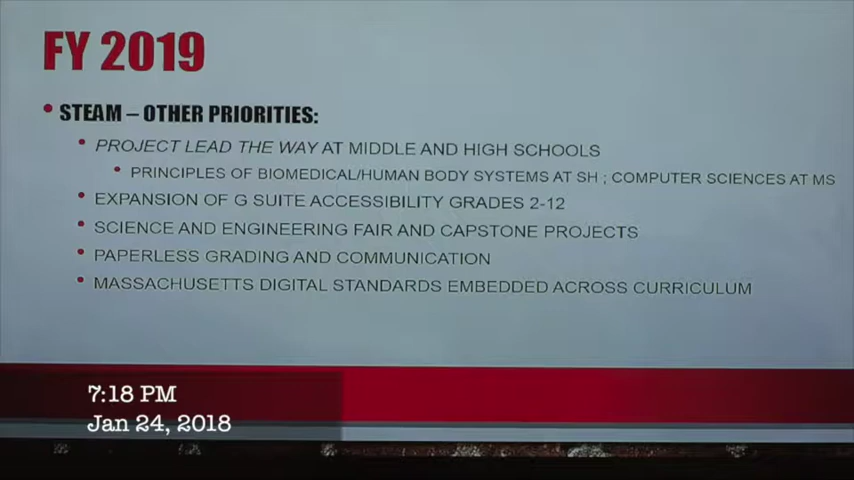 FY 2019
• STEAM – OTHER PRIORITIES:
• PROJECT LEAD THE WAY AT MIDDLE AND HIGH SCHOOLS
• PRINCIPLES OF BIOMEDICAL/HUMAN BODY SYSTEMS AT SH ; COMPUTER SCIENCES AT MS
• EXPANSION OF G SUITE ACCESSIBILITY GRADES 2-12
• SCIENCE AND ENGINEERING FAIR AND CAPSTONE PROJECTS
• PAPERLESS GRADING AND COMMUNICATION
• MASSACHUSETTS DIGITAL STANDARDS EMBEDDED ACROSS CURRICULUM
7:18 PM
Jan 24, 2018